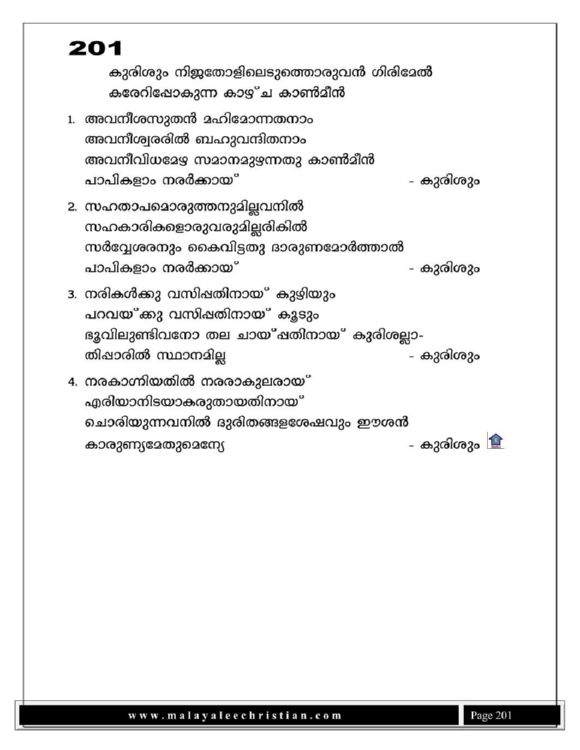 201
കുരിശും നിജതോളിലെടുത്തൊരുവൻ ഗിരിമേൽ
കരേറിപ്പോകുന്ന കാഴ്ച കാൺമീൻ
1. അവനീശസുതൻ മഹിമോന്നതനാം
അവനീശ്വരരിൽ ബഹുവന്ദിതനാം
അവനീവിധമേഴ സമാനമുഴന്നതു കാൺമീൻ
പാപികളാം നരർക്കായ് - കുരിശും
2. സഹതാപമൊരുത്തനുമില്ലവനിൽ
സഹകാരികളൊരുവരുമില്ലരികിൽ
സർവ്വേശരനും കൈവിട്ടതു ദാരുണമോർത്താൽ
പാപികളാം നരർക്കായ് - കുരിശും
3. നരികൾക്കു വസിപ്പതിനായ് കുഴിയും
പറവയ്ക്കു വസിപ്പതിനായ് കൂടും
ഭൂവിലുണ്ടിവനോ തല ചായ്പ്പതിനായ് കുരിശല്ലാ-
തിപ്പാരിൽ സ്ഥാനമില്ല - കുരിശും
4. നരകാഗ്നിയതിൽ നരരാകുലരായ്
എരിയാനിടയാകരുതായതിനായ്
ചൊരിയുന്നവനിൽ ദുരിതങ്ങളശേഷവും ഈശൻ
കാരുണ്യമേതുമെന്യേ - കുരിശും
www.malayaleechristian.com Page 201